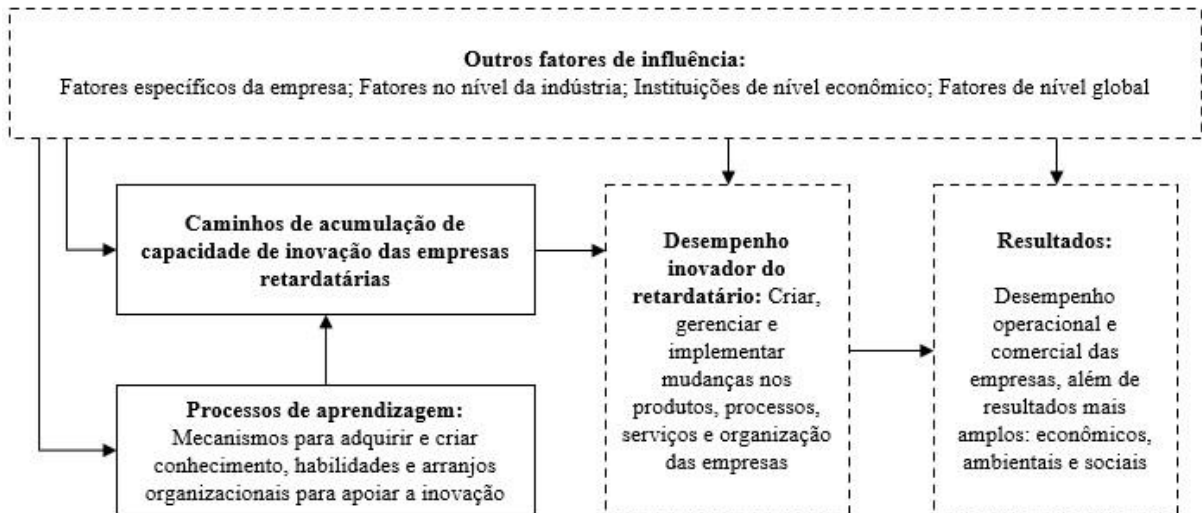 Outros fatores de influência:
Fatores específicos da empresa; Fatores no nível da indústria; Instituições de nível econômico; Fatores de nível global
Caminhos de acumulação de
capacidade de inovação das empresas
retardatárias
Processos de aprendizagem:
Mecanismos para adquirir e criar
conhecimento, habilidades e arranjos
organizacionais para apoiar a inovação
Desempenho
inovador do
retardatário: Criar,
gerenciar e
implementar
mudanças nos
produtos, processos,
serviços e organização
das empresas
Resultados:
Desempenho
operacional e
comercial das
empresas, além de
resultados mais
amplos: econômicos,
ambientais e sociais